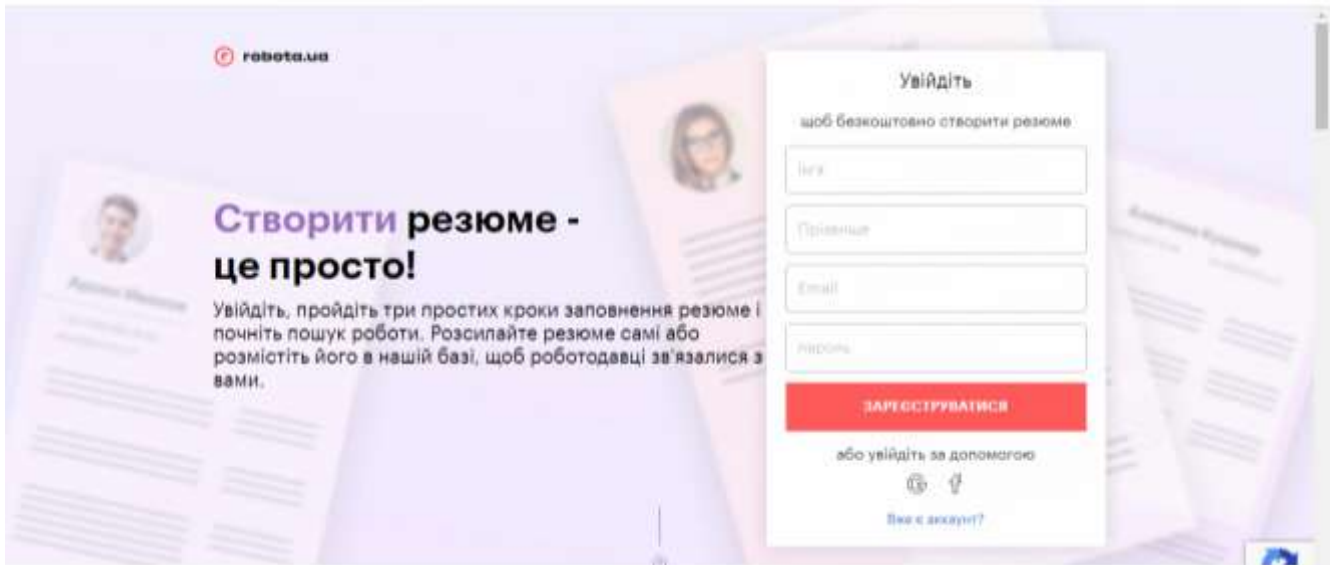 robota.ua
Створити резюме -
це просто!
Увійдіть, пройдіть три простих кроки заповнення резюме і
почніть пошук роботи. Розсилайте резюме самі або
розмістіть його в нашій базі, щоб роботодавці зв'язалися з
вами.
Увійдіть
щоб безкоштовно створити резюме
Ім'я
Прізвище
Email
Пароль
ЗАРЕЄСТРУВАТИСЯ
або увійдіть за допомогою
Вже є аккаунт?